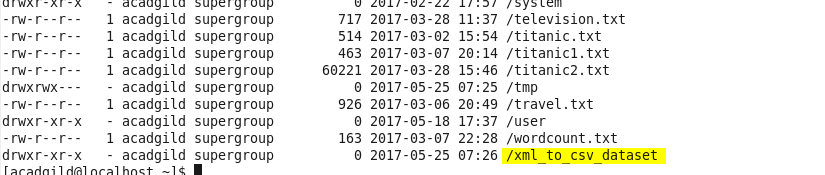 drwxr-xr-x   - acadgild supergroup          0 2017-02-22 17:57 /system
-rw-r--r--   1 acadgild supergroup        717 2017-03-28 11:37 /television.txt
-rw-r--r--   1 acadgild supergroup        514 2017-03-02 15:54 /titanic.txt
-rw-r--r--   1 acadgild supergroup        463 2017-03-07 20:14 /titanic1.txt
-rw-r--r--   1 acadgild supergroup      60221 2017-03-28 15:46 /titanic2.txt
drwxrwx---   - acadgild supergroup          0 2017-05-25 07:25 /tmp
-rw-r--r--   1 acadgild supergroup        926 2017-03-06 20:49 /travel.txt
drwxr-xr-x   - acadgild supergroup          0 2017-05-18 17:37 /user
-rw-r--r--   1 acadgild supergroup        163 2017-03-07 22:28 /wordcount.txt
drwxr-xr-x   - acadgild supergroup          0 2017-05-25 07:26 /xml_to_csv_dataset
[acadgild@localhost ~]$